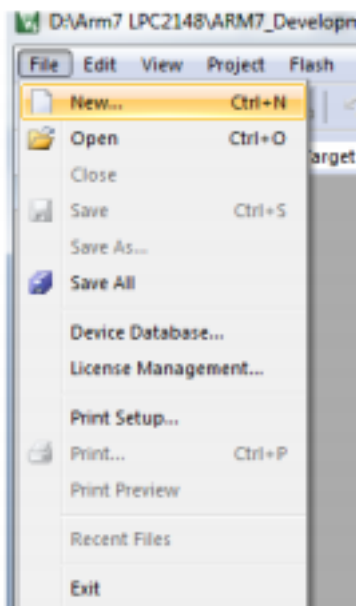 D:\Arm7 LPC2148\ARM7_Developm
File Edit View Project Flash
New... Ctrl+N
Open Ctrl+O
arget
Close
Save Ctrl+S
Save As...
Save All
Device Database...
License Management...
Print Setup...
Print... Ctrl+P
Print Preview
Recent Files
Exit